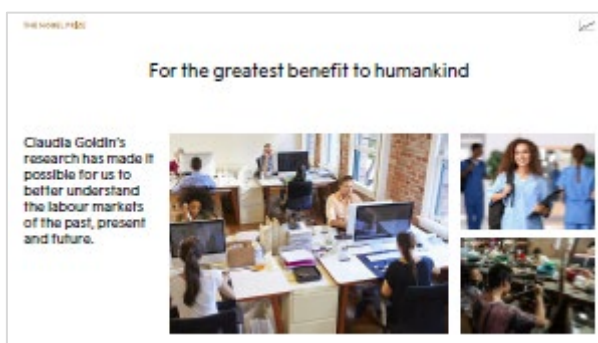 THE NOBEL PRIZE
For the greatest benefit to humankind
Claudia Goldin's
research has made it
possible for us to
better understand
the labour markets
of the past, present
and future.